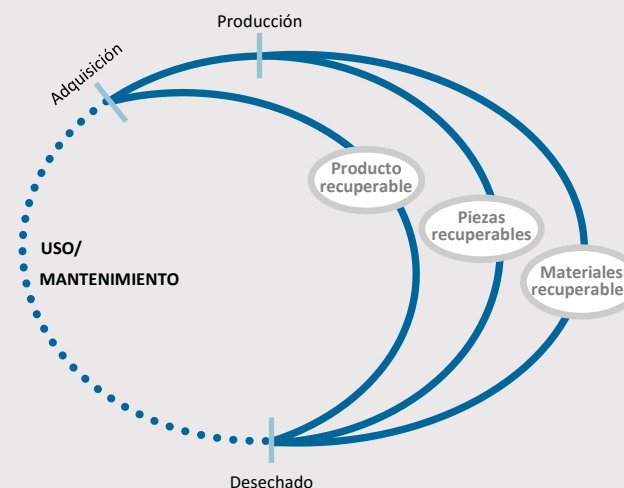 Producción
Adquisición
Producto
recuperable
Piezas
recuperables
USO/
MANTENIMIENTO
Materiales
recuperable
Desechado